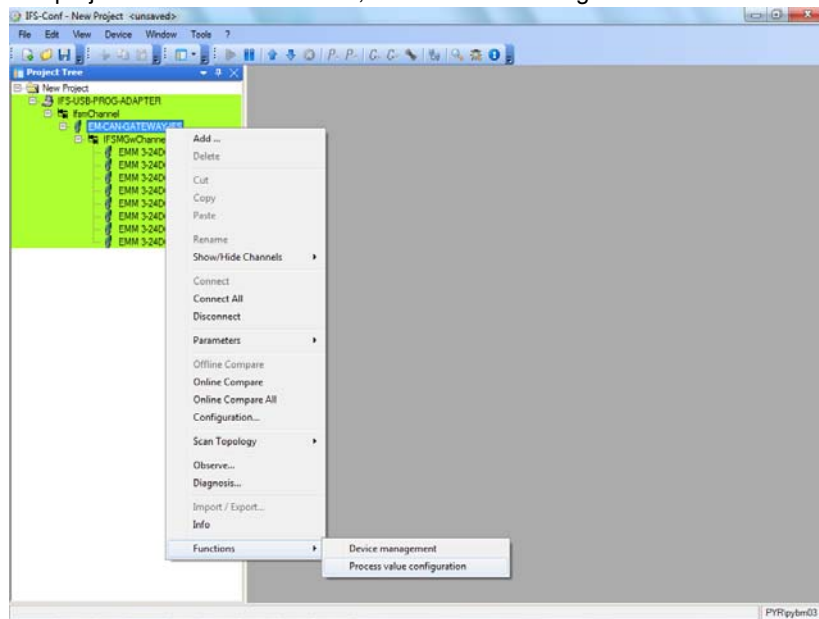 IFS-Conf - New Project <unsaved>
File Edit View Device Window Tools ?
Project Tree
New Project
IFS-USB-PROG-ADAPTER
IfsmChannel
EM-CAN-GATEWAY-IFS
IFSMGwChannel
EMM 3-24D
EMM 3-24D
EMM 3-24D
EMM 3-24D
EMM 3-24D
EMM 3-24D
EMM 3-24D
EMM 3-24D
Add ...
Delete
Cut
Copy
Paste
Rename
Show/Hide Channels
Connect
Connect All
Disconnect
Parameters
Offline Compare
Online Compare
Online Compare All
Configuration...
Scan Topology
Observe...
Diagnosis...
Import / Export...
Info
Functions
Device management
Process value configuration
PYR\pybm03